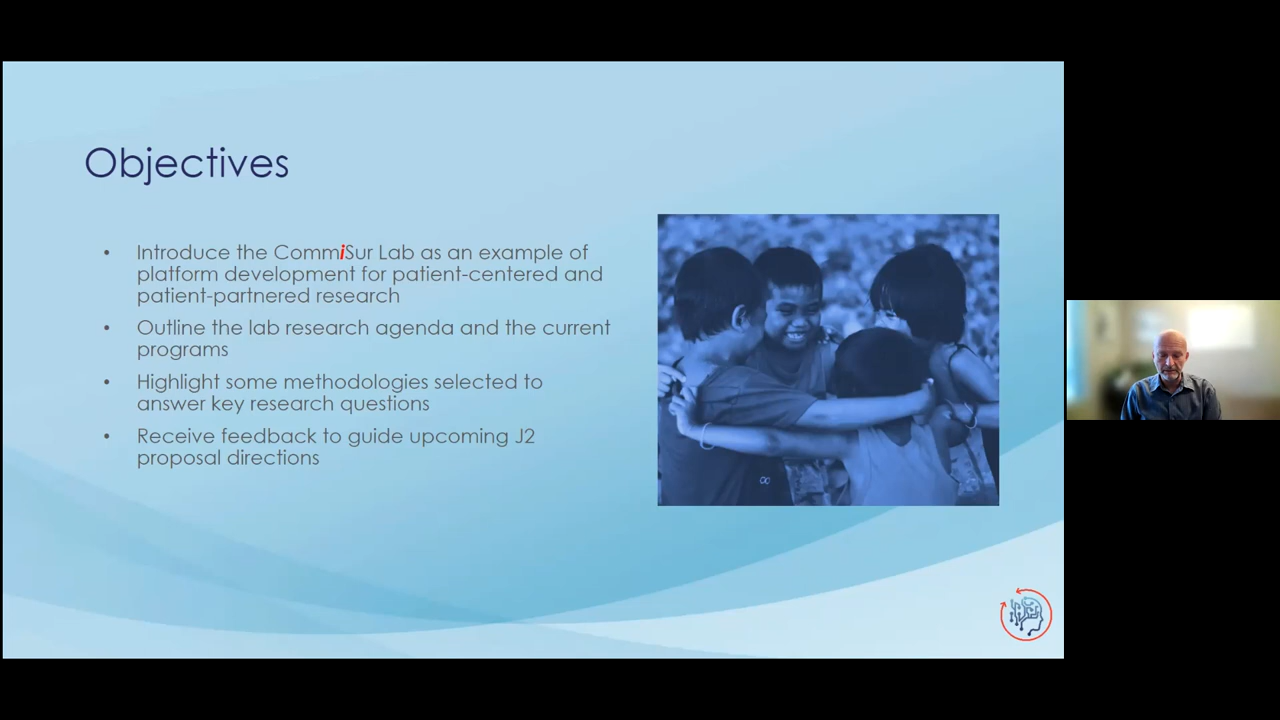 Objectives
• Introduce the CommiSur Lab as an example of
platform development for patient-centered and
patient-partnered research
• Outline the lab research agenda and the current
programs
• Highlight some methodologies selected to
answer key research questions
• Receive feedback to guide upcoming J2
proposal directions